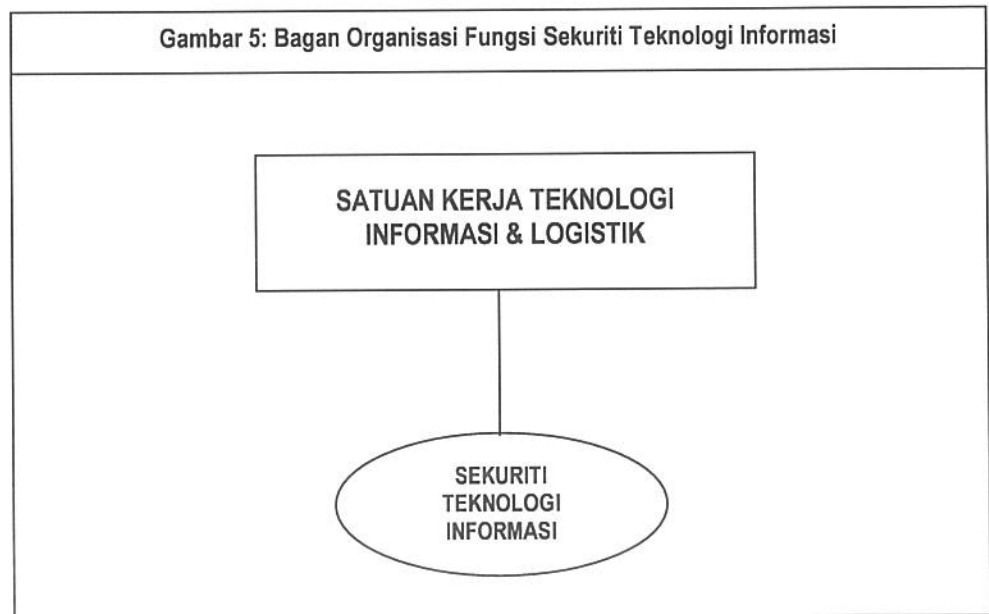 Gambar 5: Bagan Organisasi Fungsi Sekuriti Teknologi Informasi
SATUAN KERJA TEKNOLOGI
INFORMASI & LOGISTIK
SEKURITI
TEKNOLOGI
INFORMASI